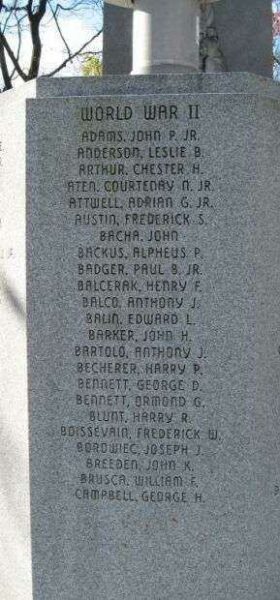 WORLD WAR II
ADAMS, JOHN P. JR.
ANDERSON, LESLIE B.
ARTHUR, CHESTER H.
ATEN, COURTENAY N. JR.
ATTWELL, ADRIAN G. JR.
AUSTIN, FREDERICK S.
BACHA, JOHN
BACKUS, ALPHEUS P.
BADGER, PAUL B. JR.
BALCERAK, HENRY F.
BALCO, ANTHONY J.
BALIN, EDWARD L.
BARKER, JOHN H.
BARTOLO, ANTHONY J.
BECHERER, HARRY P.
BENNETT, GEORGE D.
BENNETT, ORMOND G.
BLUNT, HARRY R.
BOISSEVAIN, FREDERICK W.
BOROWIEC, JOSEPH J.
BREEDEN, JOHN K.
BRUSCA, WILLIAM F.
CAMPBELL, GEORGE H.